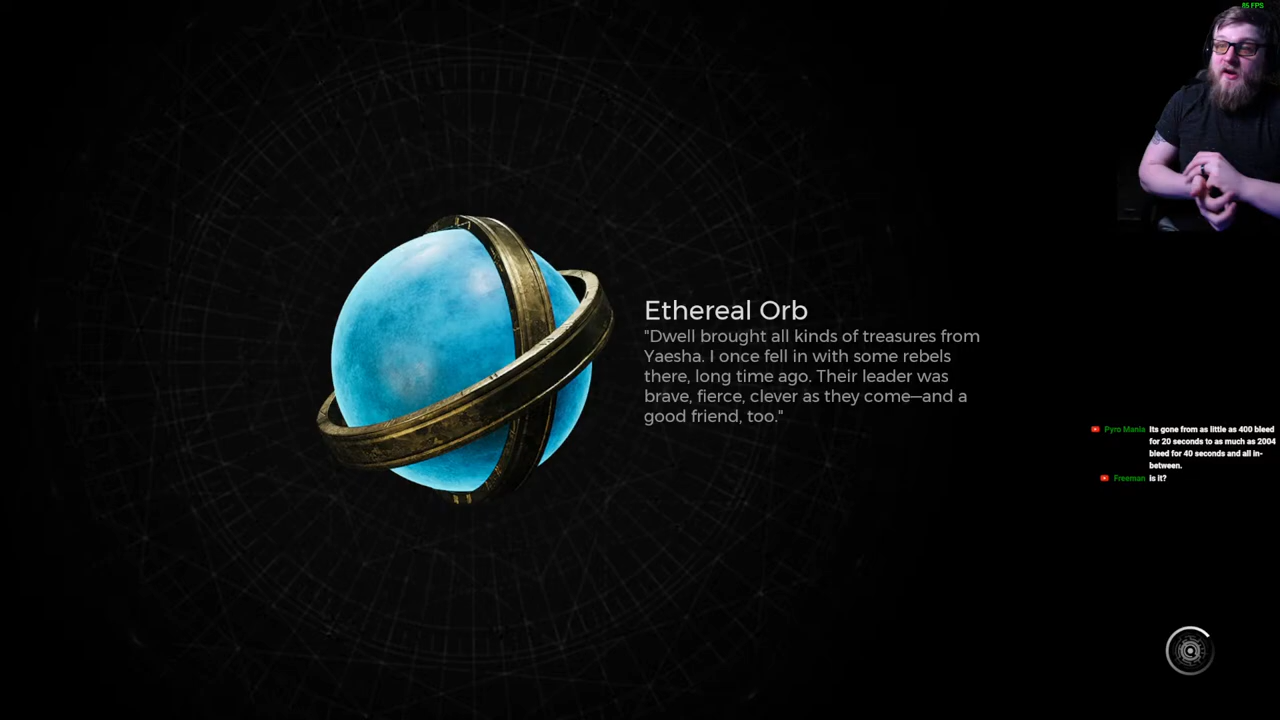 85 FPS
Ethereal Orb
"Dwell brought all kinds of treasures from
Yaesha. I once fell in with some rebels
there, long time ago. Their leader was
brave, fierce, clever as they come—and a
good friend, too."
Pyro Mania Its gone from as little as 400 bleed
for 20 seconds to as much as 2004
bleed for 40 seconds and all in-
between.
Freeman is it?